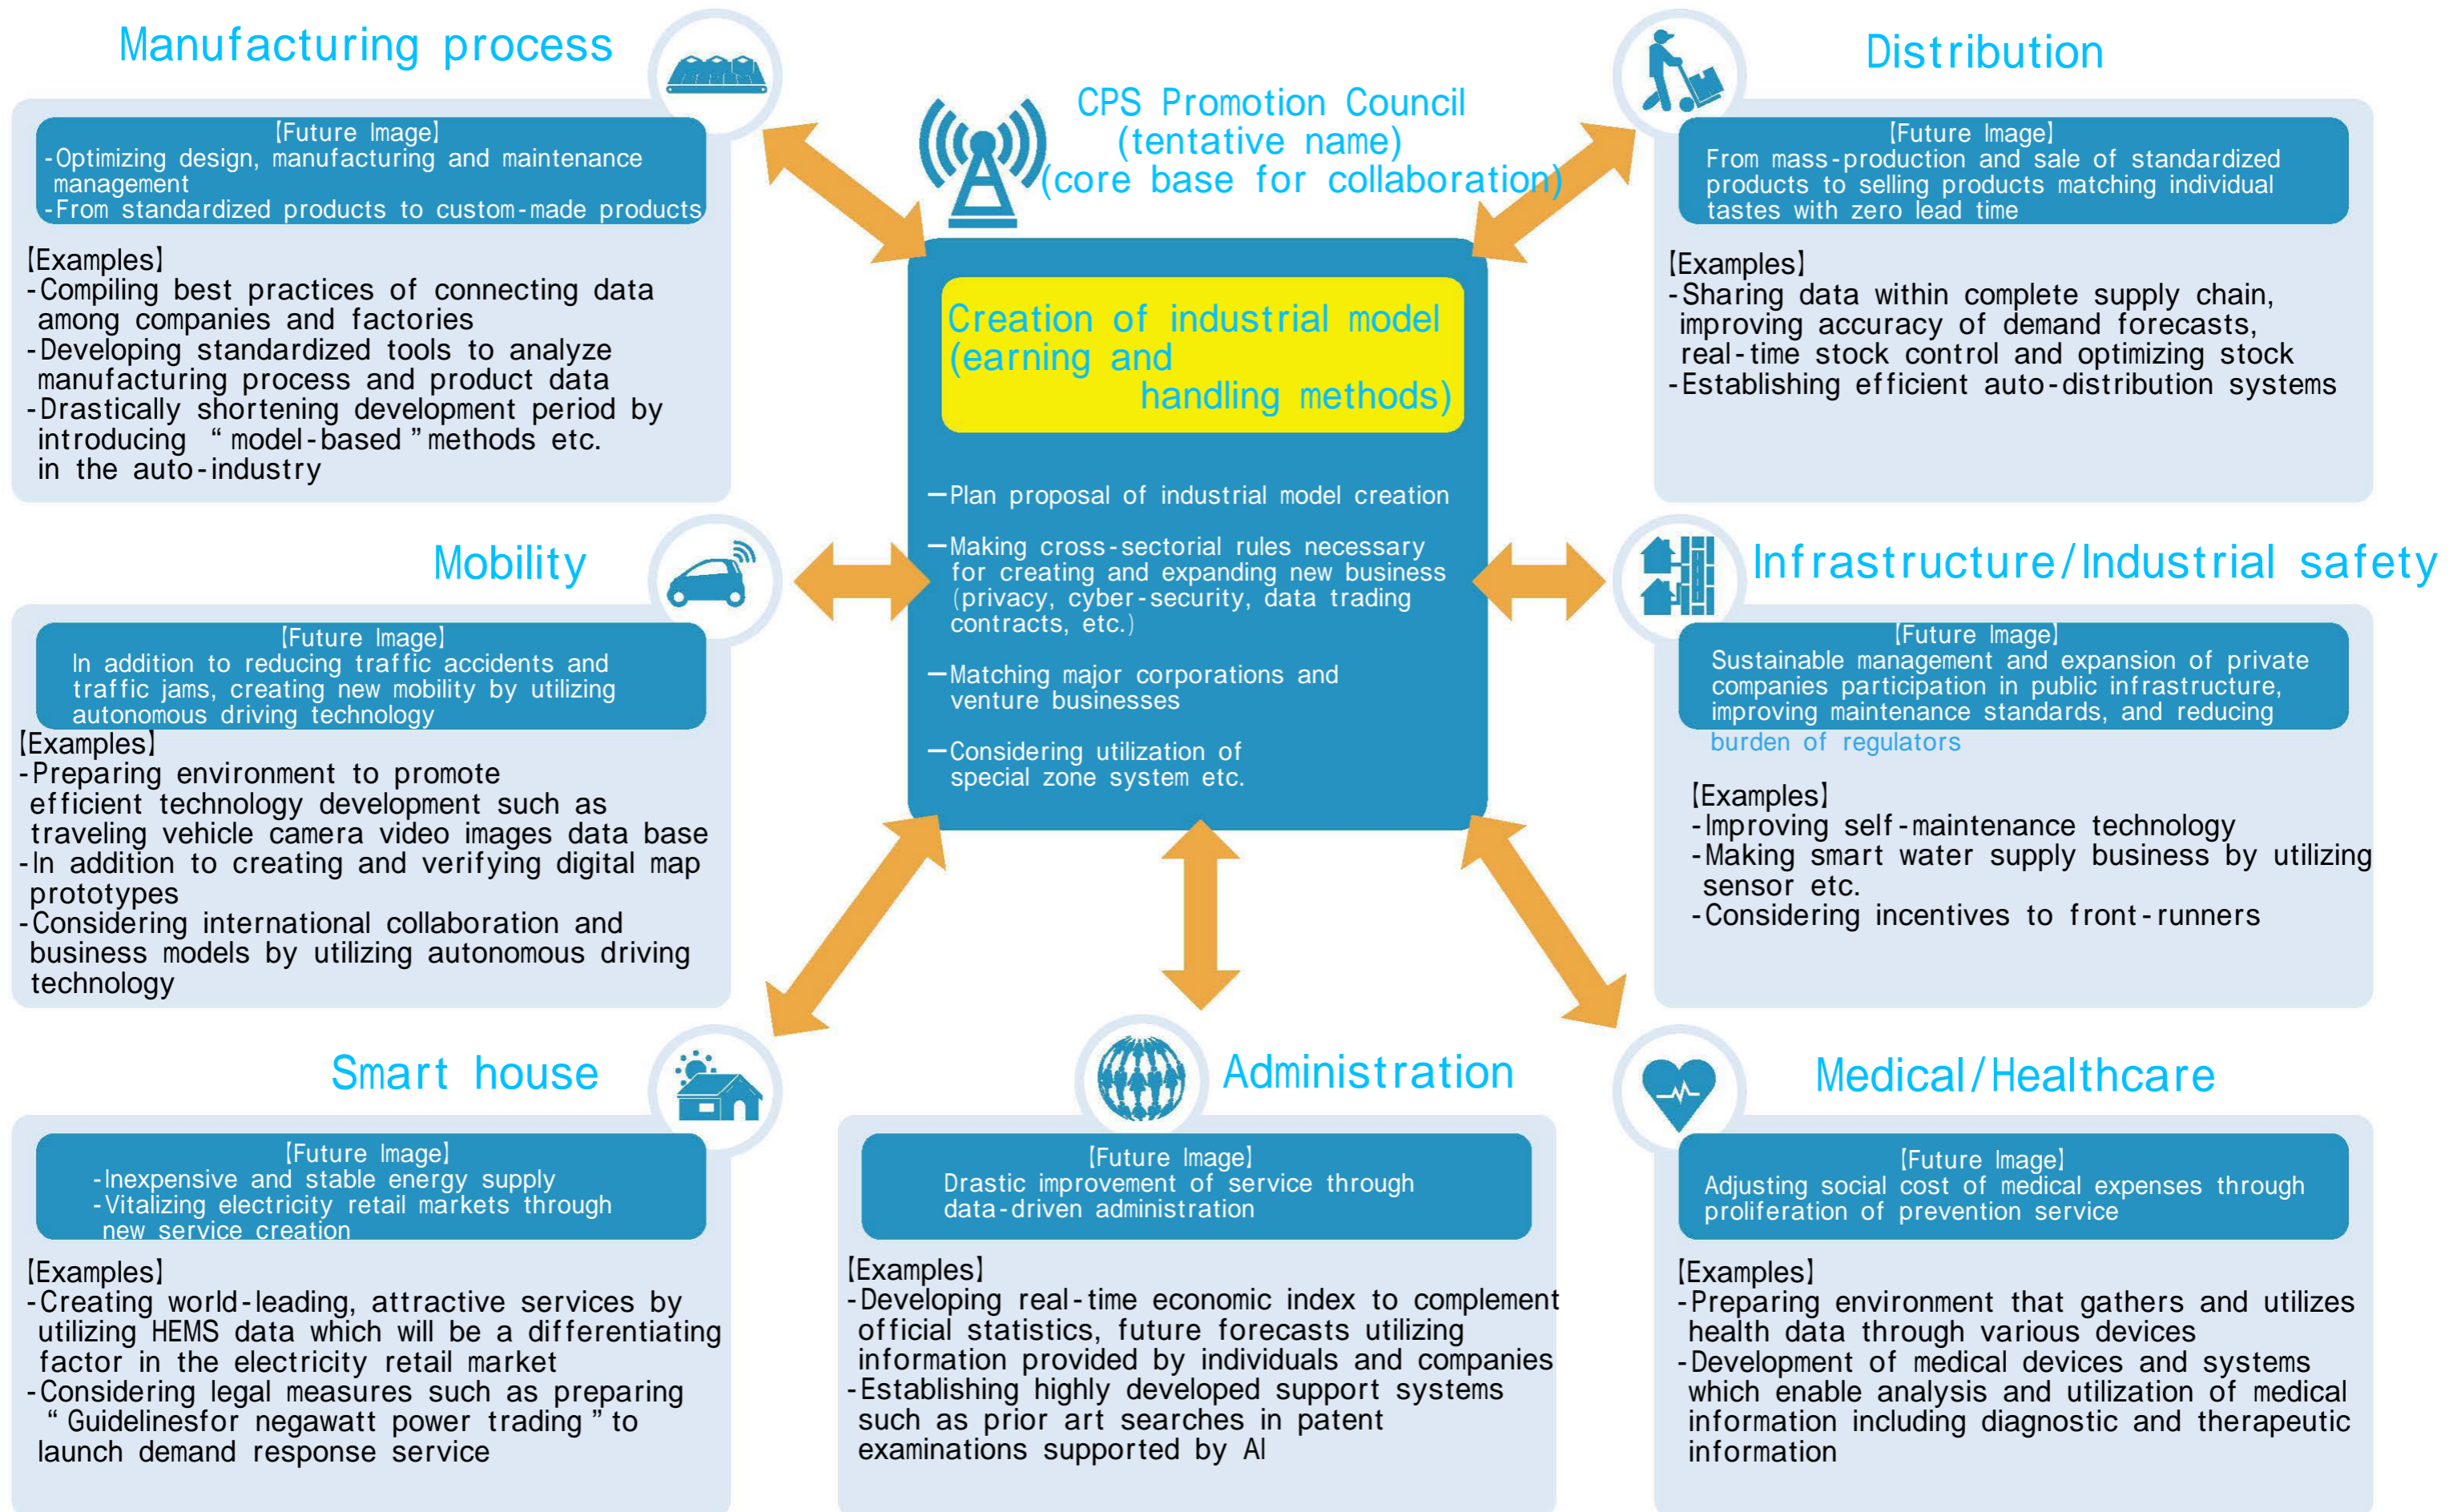 Manufacturing process
【Future Image】
-Optimizing design, manufacturing and maintenance
management
-From standardized products to custom-made products
【Examples】
-Compiling best practices of connecting data
among companies and factories
-Developing standardized tools to analyze
manufacturing process and product data
-Drastically shortening development period by
introducing “model-based”methods etc.
in the auto-industry
CPS Promotion Council
(tentative name)
(core base for collaboration)
Creation of industrial model
(earning and
handling methods)
—Plan proposal of industrial model creation
—Making cross-sectorial rules necessary
for creating and expanding new business
(privacy, cyber-security, data trading
contracts, etc.)
—Matching major corporations and
venture businesses
—Considering utilization of
special zone system etc.
Distribution
【Future Image】
From mass-production and sale of standardized
products to selling products matching individual
tastes with zero lead time
【Examples】
-Sharing data within complete supply chain,
improving accuracy of demand forecasts,
real-time stock control and optimizing stock
-Establishing efficient auto-distribution systems
Mobility
【Future Image】
In addition to reducing traffic accidents and
traffic jams, creating new mobility by utilizing
autonomous driving technology
【Examples】
-Preparing environment to promote
efficient technology development such as
traveling vehicle camera video images data base
-In addition to creating and verifying digital map
prototypes
-Considering international collaboration and
business models by utilizing autonomous driving
technology
Infrastructure/Industrial safety
【Future Image】
Sustainable management and expansion of private
companies participation in public infrastructure,
improving maintenance standards, and reducing
burden of regulators
【Examples】
-Improving self-maintenance technology
-Making smart water supply business by utilizing
sensor etc.
-Considering incentives to front-runners
Smart house
【Future Image】
-Inexpensive and stable energy supply
-Vitalizing electricity retail markets through
new service creation
【Examples】
-Creating world-leading, attractive services by
utilizing HEMS data which will be a differentiating
factor in the electricity retail market
-Considering legal measures such as preparing
“Guidelinesfor negawatt power trading”to
launch demand response service
Administration
【Future Image】
Drastic improvement of service through
data-driven administration
【Examples】
-Developing real-time economic index to complement
official statistics, future forecasts utilizing
information provided by individuals and companies
-Establishing highly developed support systems
such as prior art searches in patent
examinations supported by AI
Medical/Healthcare
【Future Image】
Adjusting social cost of medical expenses through
proliferation of prevention service
【Examples】
-Preparing environment that gathers and utilizes
health data through various devices
-Development of medical devices and systems
which enable analysis and utilization of medical
information including diagnostic and therapeutic
information